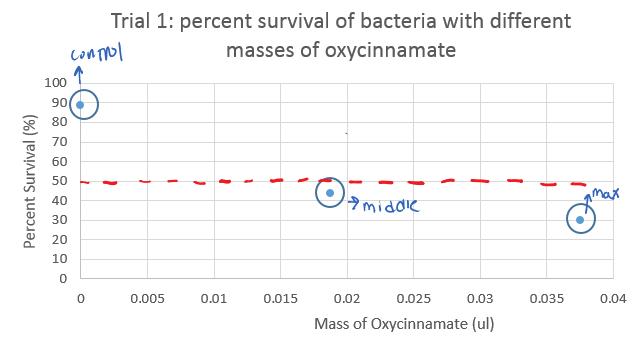 Trial 1: percent survival of bacteria with different
masses of oxycinnamate
control
100
90
80
70
60
50
40
30
20
10
0
Percent Survival (%)
middle
max
0 0.005 0.01 0.015 0.02 0.025 0.03 0.035 0.04
Mass of Oxycinnamate (ul)